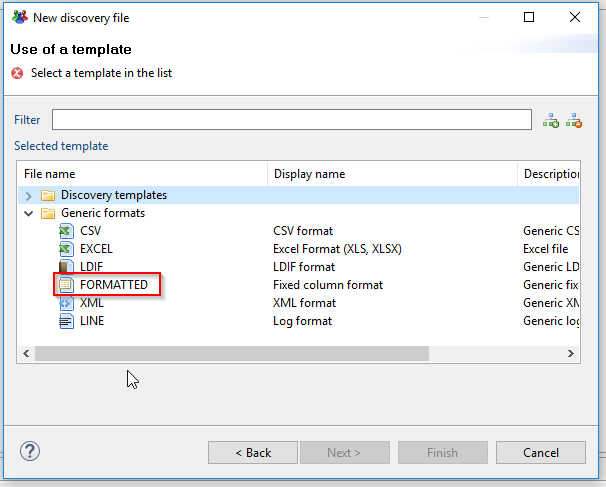 New discovery file
Use of a template
Select a template in the list
Filter
Selected template
File name Display name Description
Discovery templates
Generic formats
CSV CSV format Generic CS
EXCEL Excel Format (XLS, XLSX) Excel file
LDIF LDIF format Generic LD
FORMATTED Fixed column format Generic fix
XML XML format Generic XM
LINE Log format Generic log
?
< Back Next > Finish Cancel